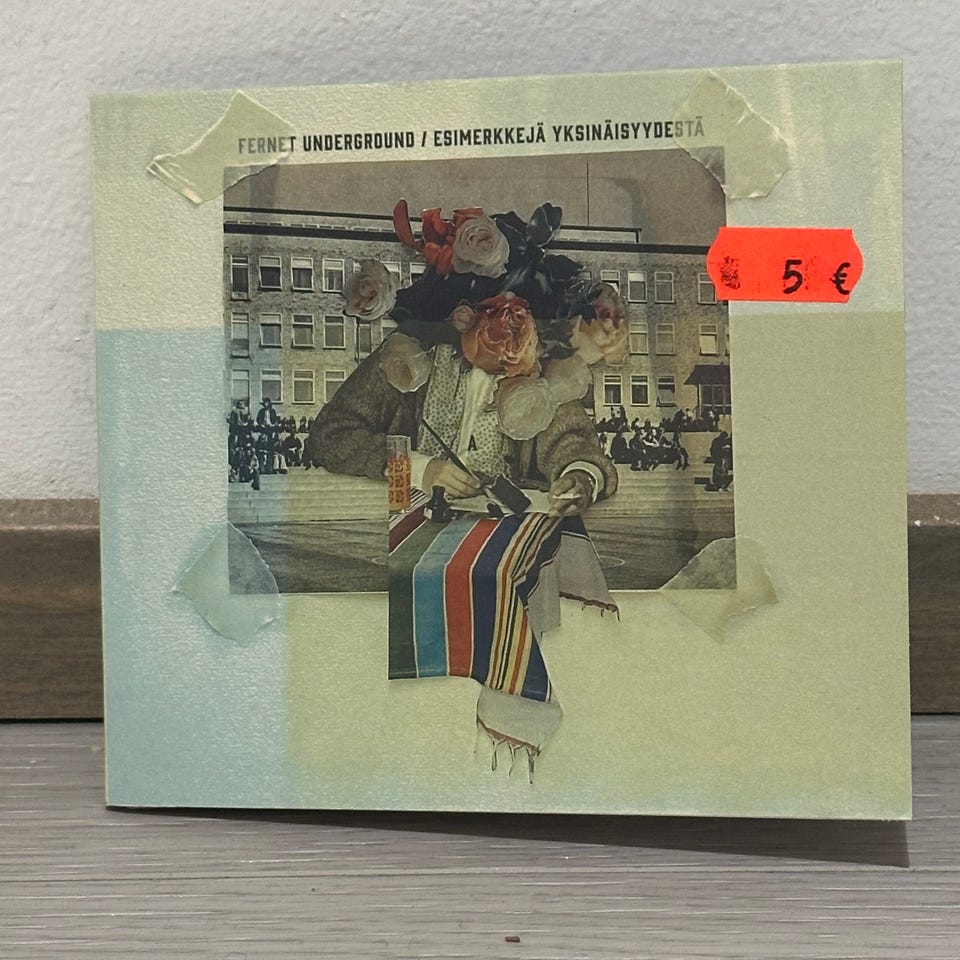 FERNET UNDERGROUND / ESIMERKKEJÄ YKSINÄISYYDESTÄ
5 €